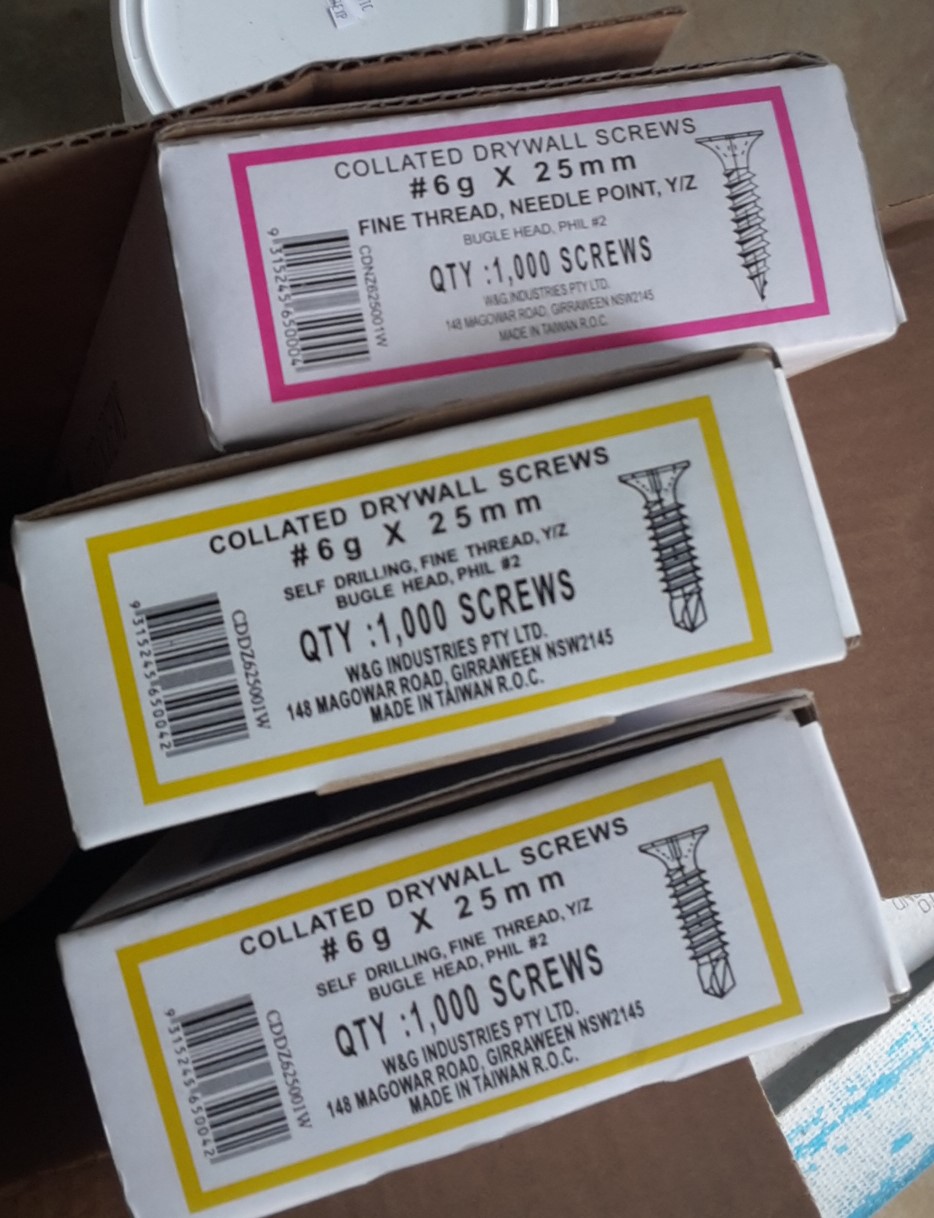 COLLATED DRYWALL SCREWS
#6g X 25mm
FINE THREAD, NEEDLE POINT, Y/Z
BUGLE HEAD, PHIL #2
QTY :1,000 SCREWS
W&G INDUSTRIES PTY LTD.
148 MAGOWAR ROAD, GIRRAWEEN NSW2145
MADE IN TAIWAN R.O.C.
9315245650004
CDNZ625001W
COLLATED DRYWALL SCREWS
#6g X 25mm
SELF DRILLING, FINE THREAD, Y/Z
BUGLE HEAD, PHIL #2
QTY :1,000 SCREWS
W&G INDUSTRIES PTY LTD.
148 MAGOWAR ROAD, GIRRAWEEN NSW2145
MADE IN TAIWAN R.O.C.
9315245650042
CDDZ625001W
COLLATED DRYWALL SCREWS
#6g X 25mm
SELF DRILLING, FINE THREAD, Y/Z
BUGLE HEAD, PHIL #2
QTY :1,000 SCREWS
W&G INDUSTRIES PTY LTD.
148 MAGOWAR ROAD, GIRRAWEEN NSW2145
MADE IN TAIWAN R.O.C.
9315245650042
CDDZ625001W